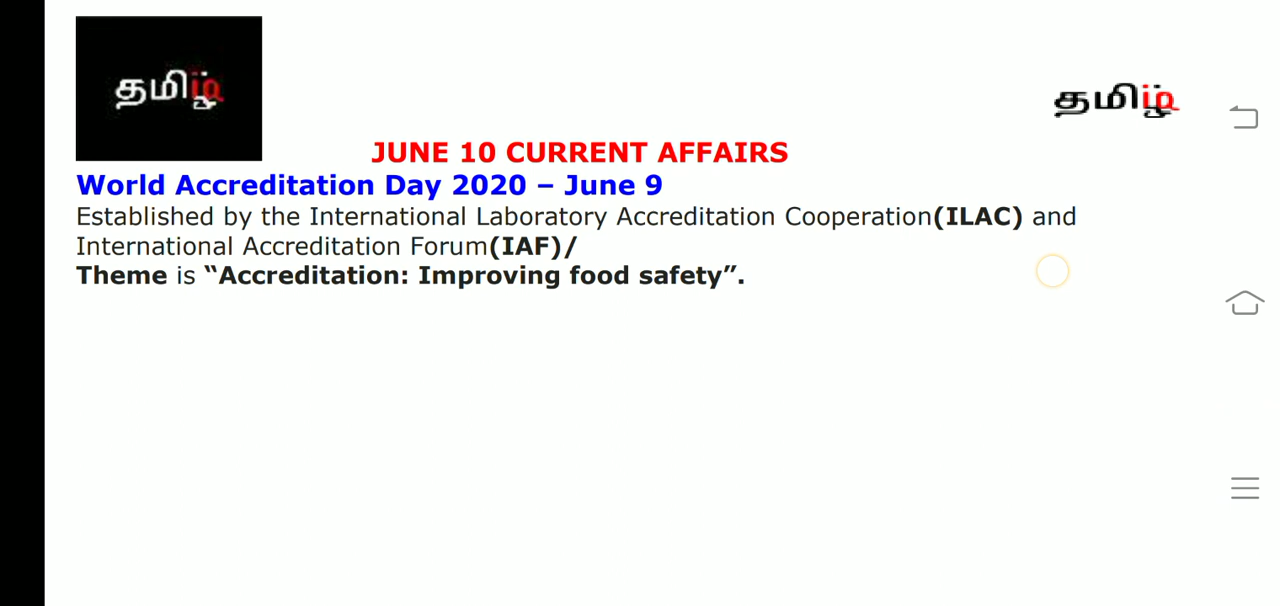 தமிழ்
தமிழ்
JUNE 10 CURRENT AFFAIRS
World Accreditation Day 2020 – June 9
Established by the International Laboratory Accreditation Cooperation(ILAC) and
International Accreditation Forum(IAF)/
Theme is “Accreditation: Improving food safety”.